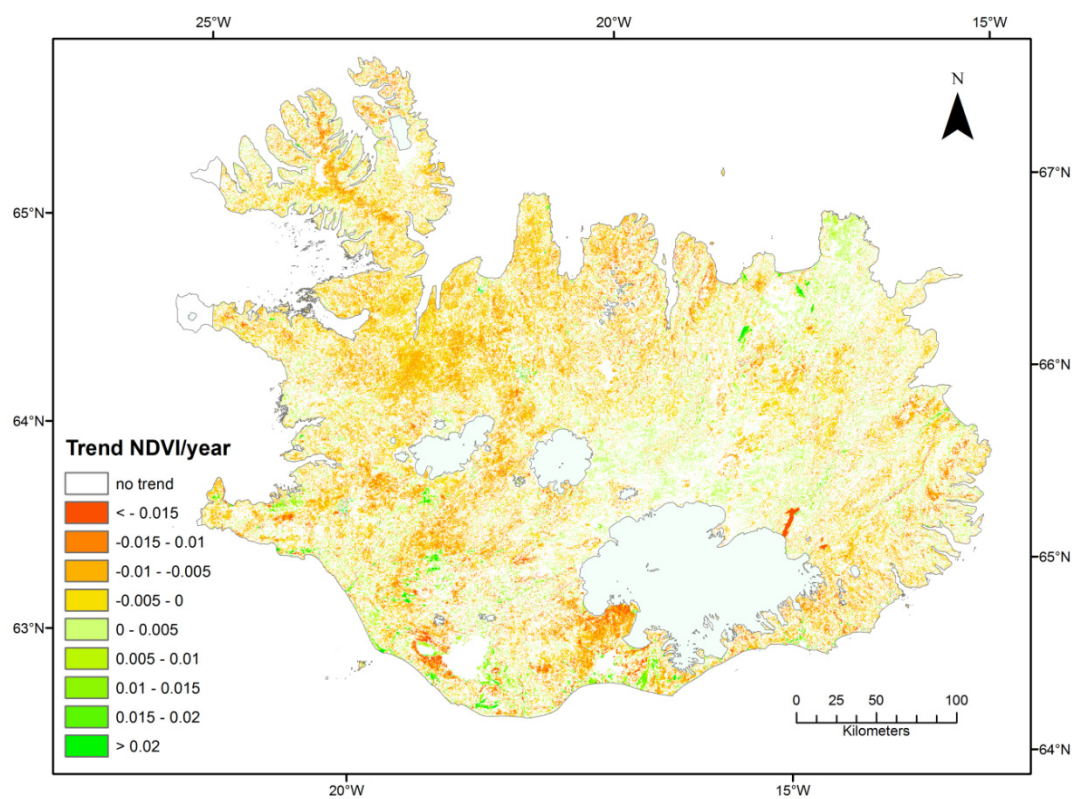 25°W 20°W 15°W
N
67°N
65°N
66°N
64°N
Trend NDVI/year
no trend
< - 0.015
-0.015 - 0.01
-0.01 - -0.005
65°N
-0.005 - 0
0 - 0.005
63°N
0.005 - 0.01
0.01 - 0.015
0.015 - 0.02
> 0.02
0 25 50 100
Kilometers
64°N
20°W 15°W